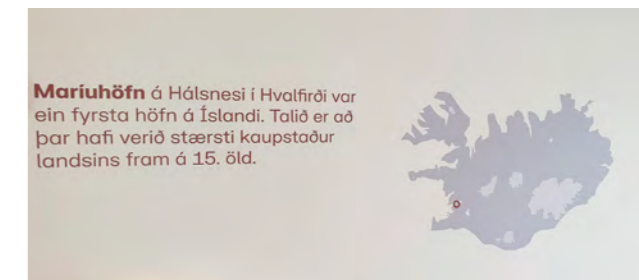 Maríuhöfn á Hálsnesi í Hvalfirði var
ein fyrsta höfn á Íslandi. Talið er að
þar hafi verið stærsti kaupstaður
landsins fram á 15. öld.